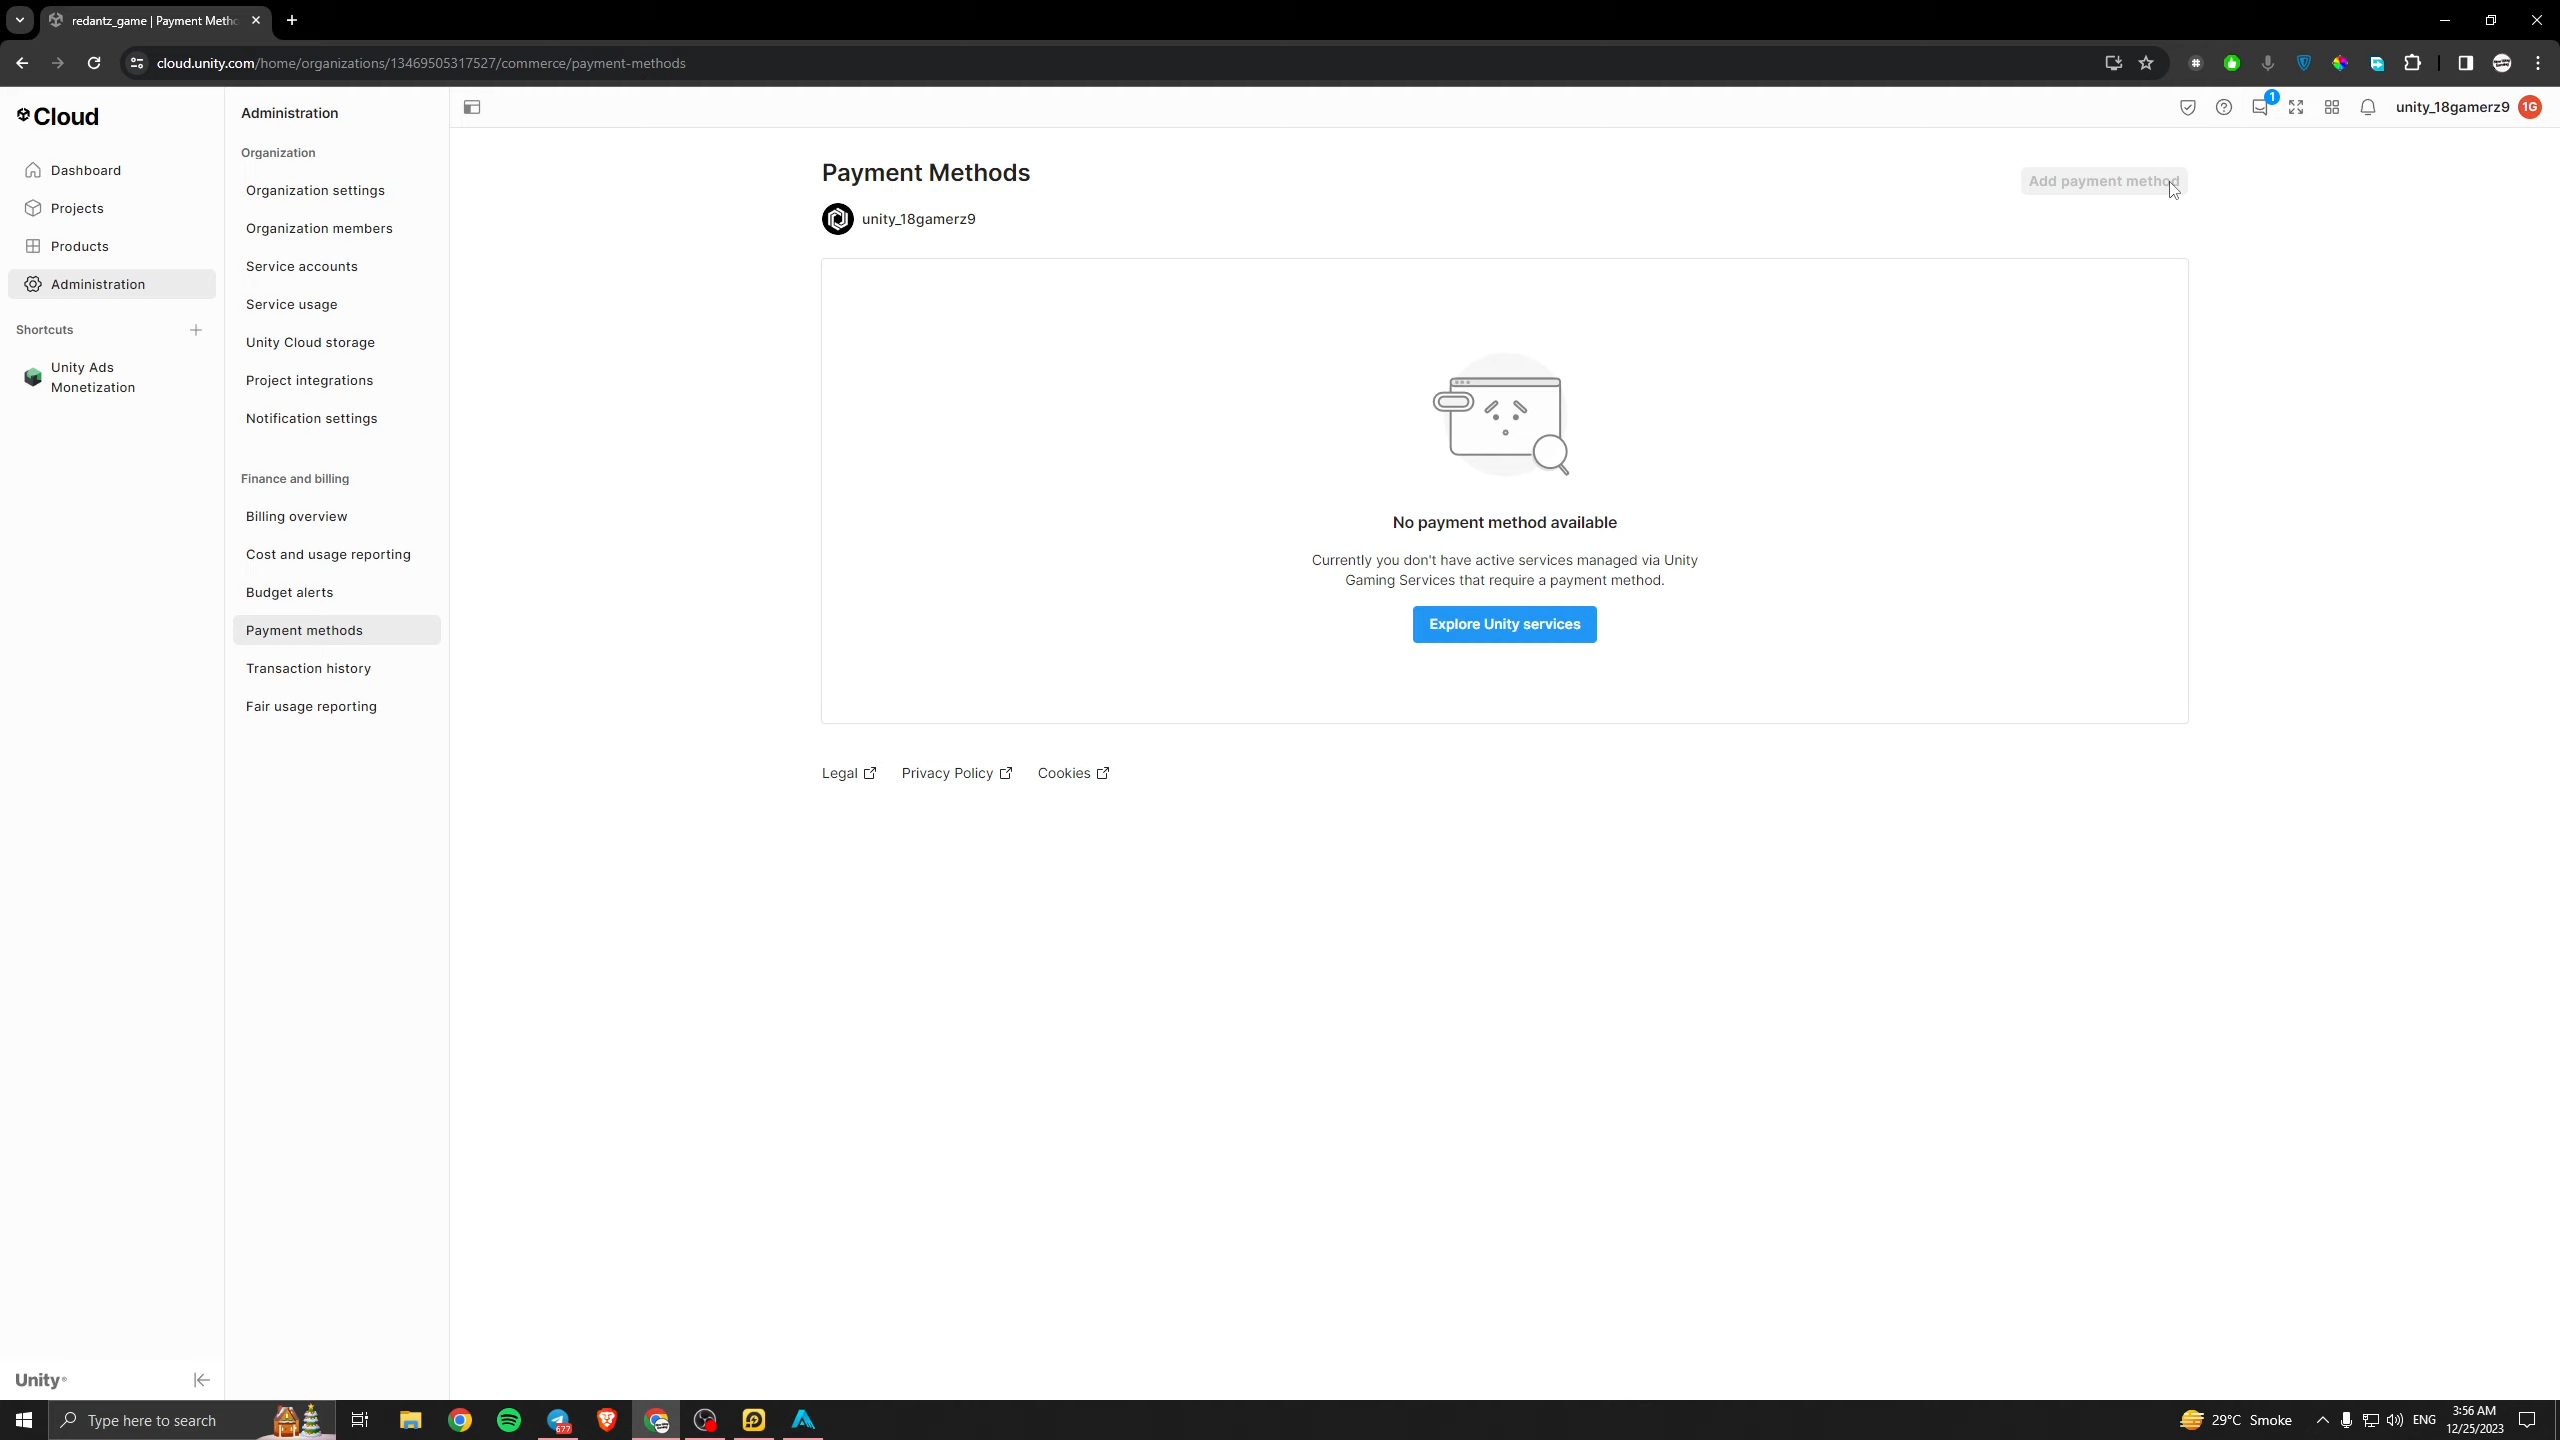 redantz_game | Payment Meth
cloud.unity.com/home/organizations/13469505317527/commerce/payment-methods
Cloud
Dashboard
Projects
Products
Administration
Shortcuts
Unity Ads
Monetization
Unity
Administration
Organization
Organization settings
Organization members
Service accounts
Service usage
Unity Cloud storage
Project integrations
Notification settings
Finance and billing
Billing overview
Cost and usage reporting
Budget alerts
Payment methods
Transaction history
Fair usage reporting
1
unity_18gamerz9 1G
Payment Methods
Add payment method
unity_18gamerz9
No payment method available
Currently you don't have active services managed via Unity
Gaming Services that require a payment method.
Explore Unity services
Legal
Privacy Policy
Cookies
Type here to search
677
29°C Smoke
ENG
3:56 AM
12/25/2023